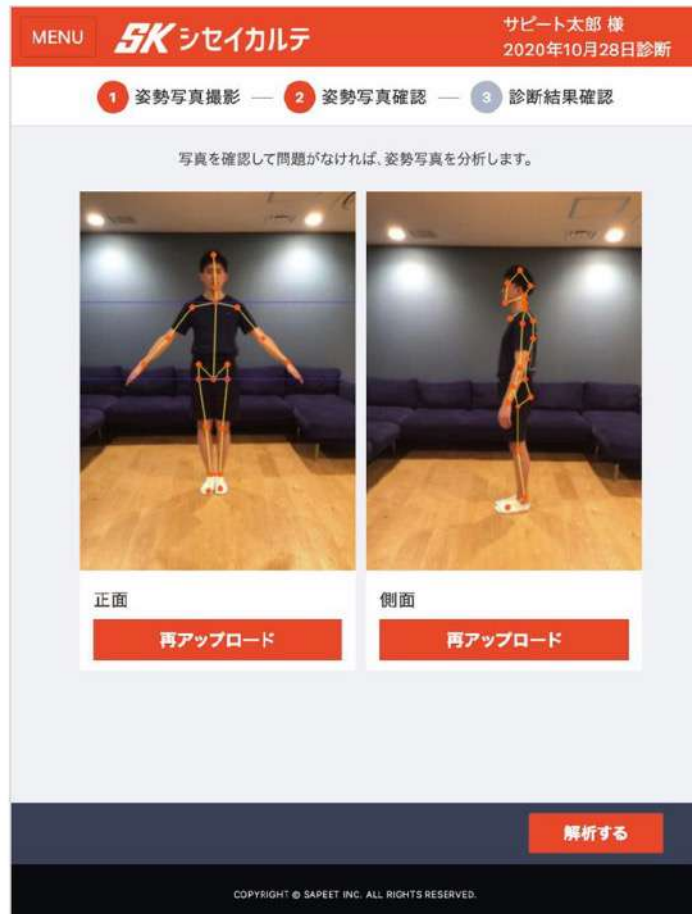 MENU
SK シセイカルテ
サピート太郎 様
2020年10月28日診断
1 姿勢写真撮影 — 2 姿勢写真確認 — 3 診断結果確認
写真を確認して問題がなければ、姿勢写真を分析します。
正面
側面
再アップロード
再アップロード
解析する
COPYRIGHT © SAPEET INC. ALL RIGHTS RESERVED.